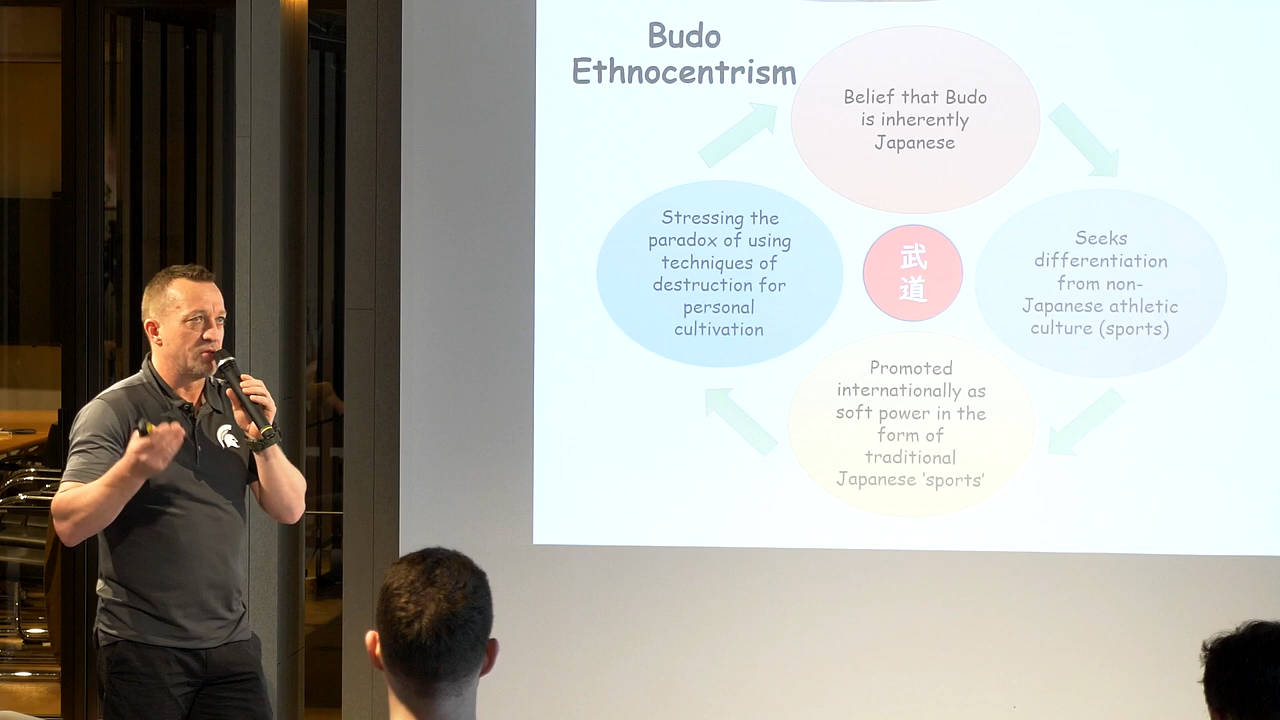 Budo
Ethnocentrism
Belief that Budo
is inherently
Japanese
Seeks
differentiation
from non-
Japanese athletic
culture (sports)
Promoted
internationally as
soft power in the
form of
traditional
Japanese ‘sports’
Stressing the
paradox of using
techniques of
destruction for
personal
cultivation
武
道